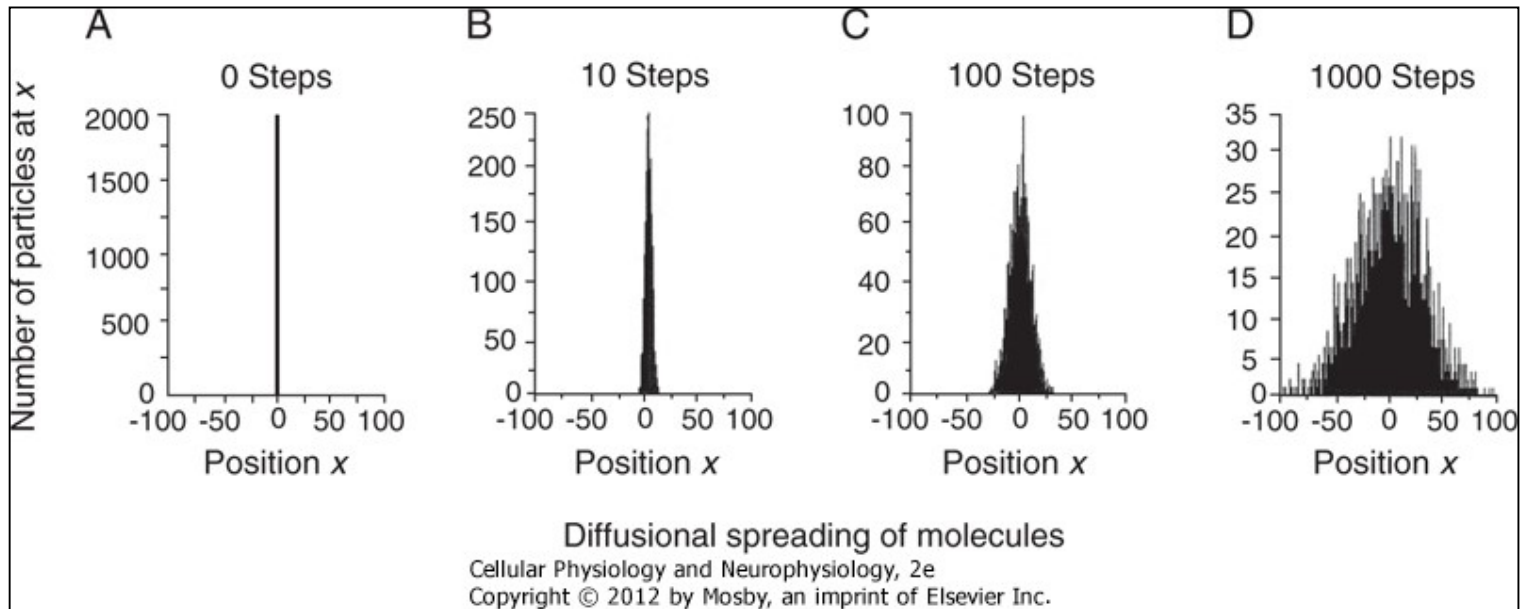 A
B
C
D
0 Steps
10 Steps
100 Steps
1000 Steps
Number of particles at x
2000
1500
1000
500
0
-100 -50 0 50 100
Position x
250
200
150
100
50
0
-100 -50 0 50 100
Position x
100
80
60
40
20
0
-100 -50 0 50 100
Position x
35
30
25
20
15
10
5
0
-100 -50 0 50 100
Position x
Diffusional spreading of molecules
Cellular Physiology and Neurophysiology, 2e
Copyright © 2012 by Mosby, an imprint of Elsevier Inc.